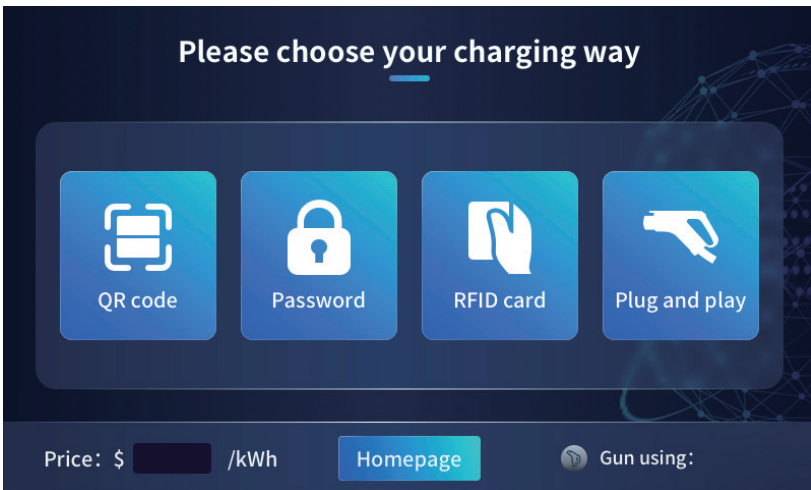 Please choose your charging way
QR code
Password
RFID card
Plug and play
Price: $ /kWh
Homepage
Gun using: